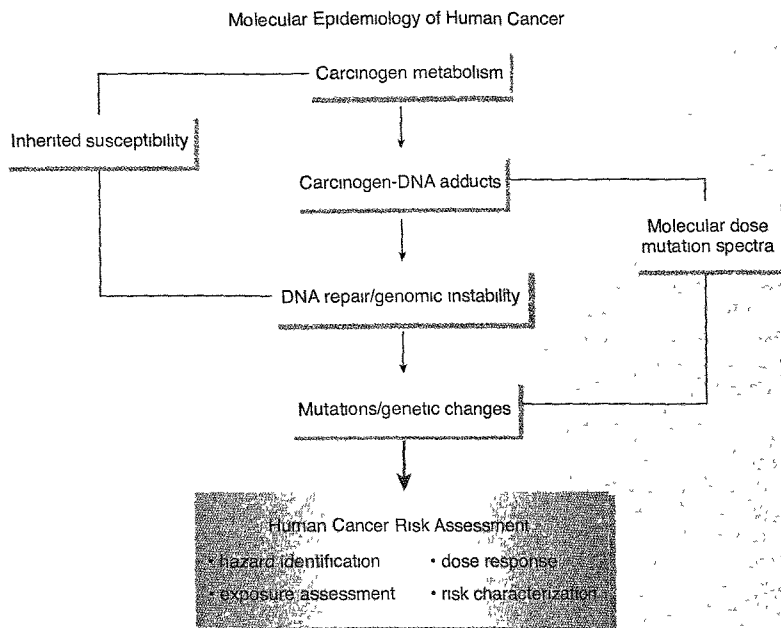 Molecular Epidemiology of Human Cancer
Carcinogen metabolism
Inherited susceptibility
Carcinogen-DNA adducts
Molecular dose
mutation spectra
DNA repair/genomic instability
Mutations/genetic changes
Human Cancer Risk Assessment
• hazard identification
• dose response
• exposure assessment
• risk characterization